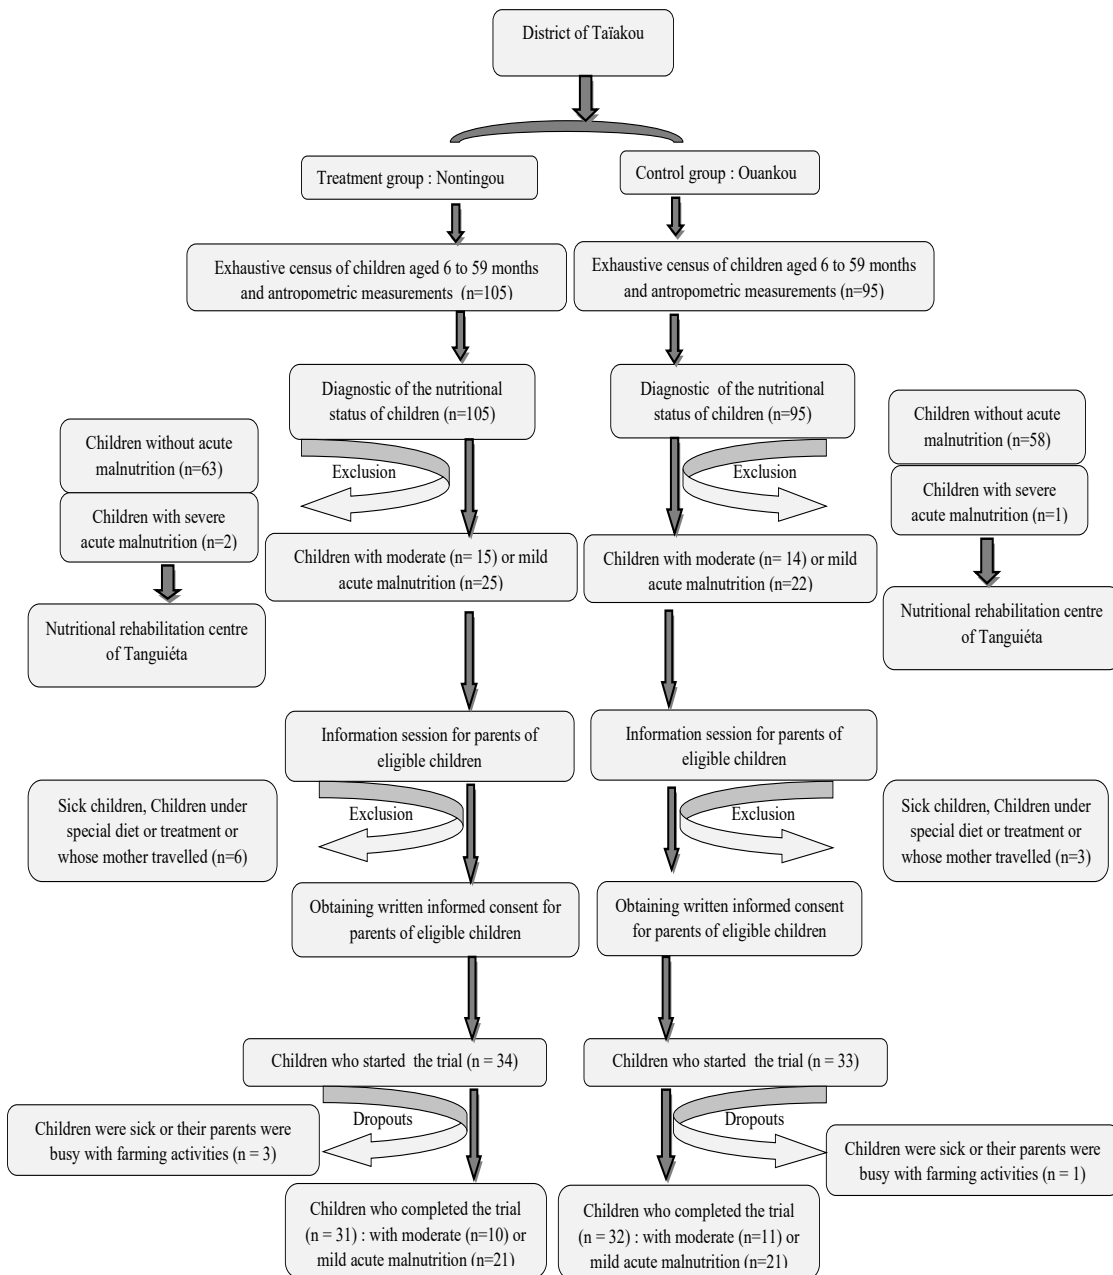 District of Taïakou
Treatment group : Nontingou
Control group : Ouankou
Exhaustive census of children aged 6 to 59 months
and antropometric measurements (n=105)
Exhaustive census of children aged 6 to 59 months
and antropometric measurements (n=95)
Diagnostic of the nutritional
status of children (n=105)
Diagnostic of the nutritional
status of children (n=95)
Children without acute
malnutrition (n=63)
Exclusion
Exclusion
Children without acute
malnutrition (n=58)
Children with severe
acute malnutrition (n=2)
Children with severe
acute malnutrition (n=1)
Children with moderate (n= 15) or mild
acute malnutrition (n=25)
Children with moderate (n= 14) or mild
acute malnutrition (n=22)
Nutritional rehabilitation centre
of Tanguiéta
Nutritional rehabilitation centre
of Tanguiéta
Information session for parents of
eligible children
Information session for parents of
eligible children
Sick children, Children under
special diet or treatment or
whose mother travelled (n=6)
Exclusion
Exclusion
Sick children, Children under
special diet or treatment or
whose mother travelled (n=3)
Obtaining written informed consent for
parents of eligible children
Obtaining written informed consent
for parents of eligible children
Children who started the trial (n = 34)
Children who started the trial (n = 33)
Children were sick or their parents were
busy with farming activities (n = 3)
Dropouts
Dropouts
Children were sick or their parents were
busy with farming activities (n = 1)
Children who completed the trial
(n = 31) : with moderate (n=10) or
mild acute malnutrition (n=21)
Children who completed the trial
(n = 32) : with moderate (n=11) or
mild acute malnutrition (n=21)